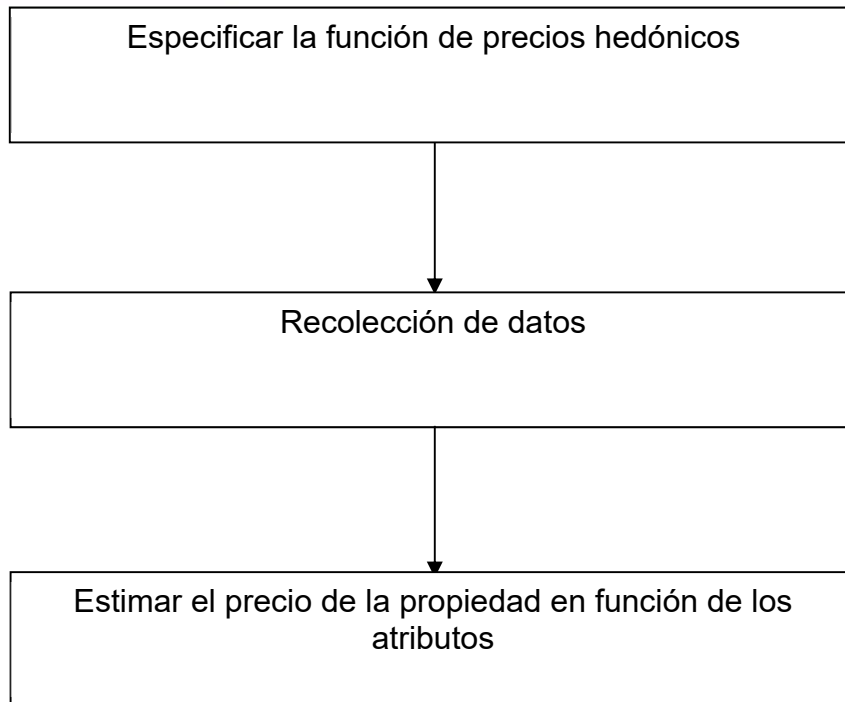 Especificar la función de precios hedónicos
Recolección de datos
Estimar el precio de la propiedad en función de los
atributos